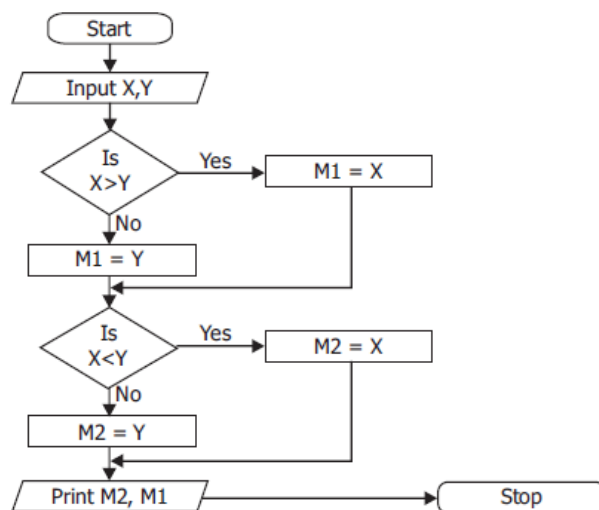 Start
Input X,Y
Is
X>Y
Yes
M1 = X
No
M1 = Y
Is
X<Y
Yes
M2 = X
No
M2 = Y
Print M2, M1
Stop